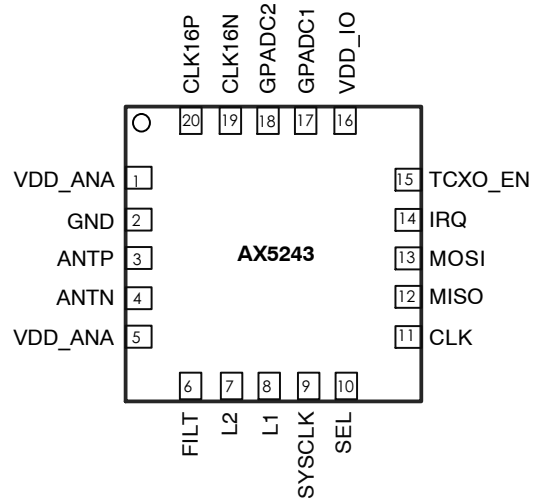 CLK16P
CLK16N
GPADC2
GPADC1
VDD_IO
20
19
18
17
16
VDD_ANA
1
GND
2
ANTP
3
ANTN
4
VDD_ANA
5
AX5243
15
TCXO_EN
14
IRQ
13
MOSI
12
MISO
11
CLK
6
7
8
9
10
FILT
L2
L1
SYSCLK
SEL